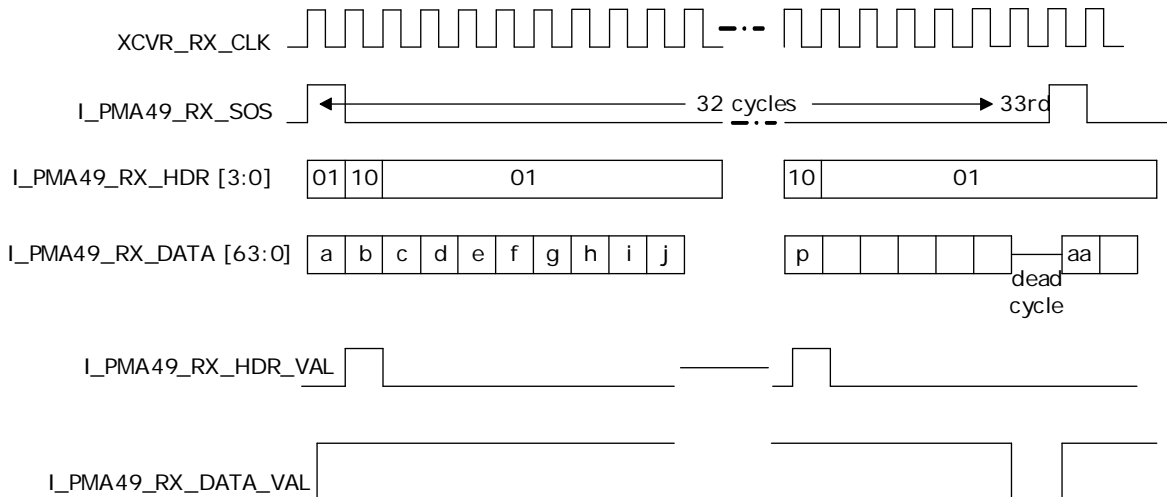 XCVR_RX_CLK
I_PMA49_RX_SOS 32 cycles 33rd
I_PMA49_RX_HDR [3:0] 01 10 01 10 01
I_PMA49_RX_DATA [63:0] a b c d e f g h i j p aa
dead
cycle
I_PMA49_RX_HDR_VAL
I_PMA49_RX_DATA_VAL